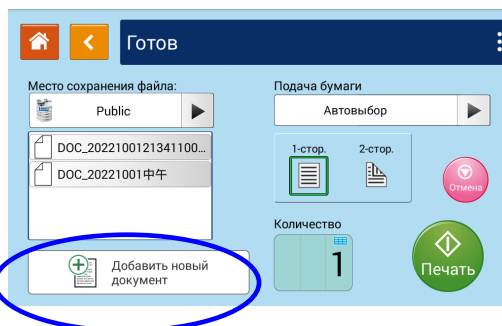 Готов
Место сохранения файла:
Public
DOC_2022100121341100...
DOC_20221001中午
Добавить новый
документ
Подача бумаги
Автовыбор
1-стор. 2-стор.
Отмена
Количество
1
Печать